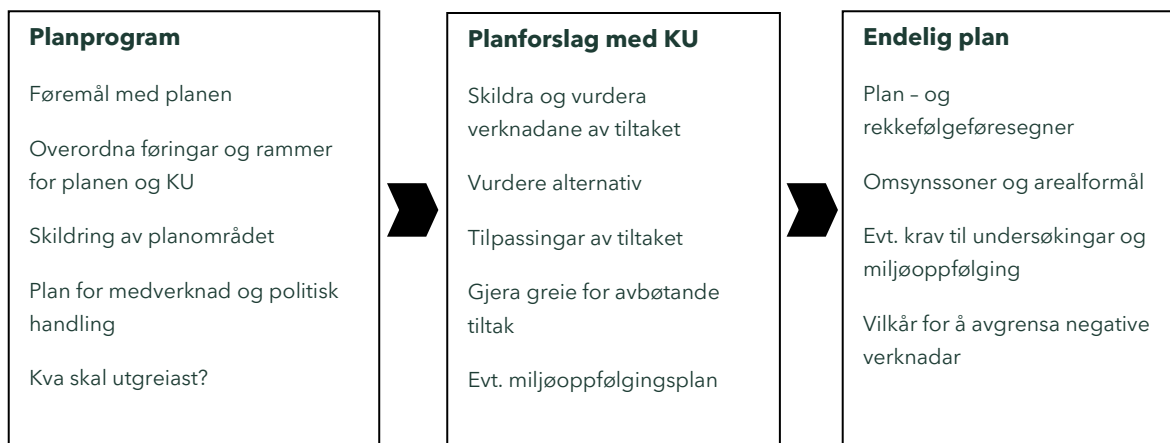 Planprogram
Føremål med planen
Overordna føringar og rammer
for planen og KU
Skildring av planområdet
Plan for medverknad og politisk
handling
Kva skal utgreiast?
Planforslag med KU
Skildra og vurdera
verknadane av tiltaket
Vurdere alternativ
Tilpassingar av tiltaket
Gjera greie for avbøtande
tiltak
Evt. miljøoppfølgingsplan
Endelig plan
Plan – og
rekkefølgeføresegner
Omsynssoner og arealformål
Evt. krav til undersøkingar og
miljøoppfølging
Vilkår for å avgrensa negative
verknadar